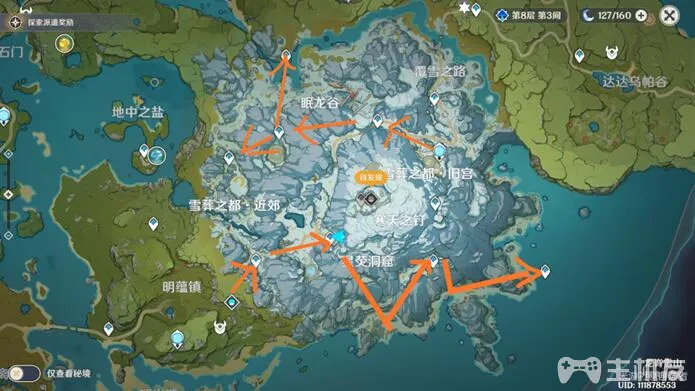 探索派遣奖励
第8层 第3间
127/160
石门
覆雪之路
达达乌帕谷
眠龙谷
地中之盐
雪葬之都·旧宫
待发现
雪葬之都·近郊
寒天之钉
星荧洞窟
明蕴镇
仅查看秘境
主机友
UID: 111878553